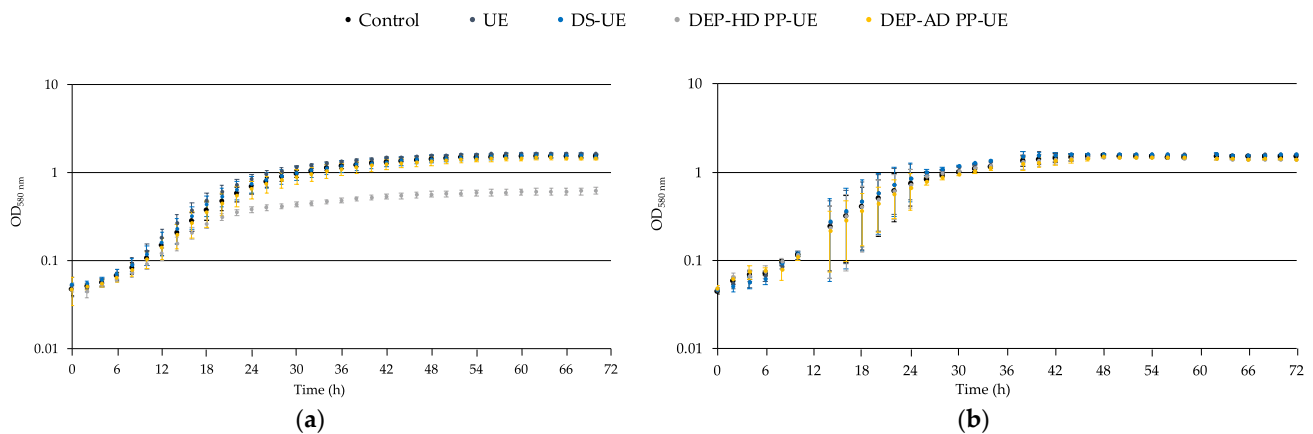 Control UE DS-UE DEP-HD PP-UE DEP-AD PP-UE
10
1
0.1
0.01
OD580 nm
0 6 12 18 24 30 36 42 48 54 60 66 72
Time (h)
(a)
10
1
0.1
0.01
OD580 nm
0 6 12 18 24 30 36 42 48 54 60 66 72
Time (h)
(b)